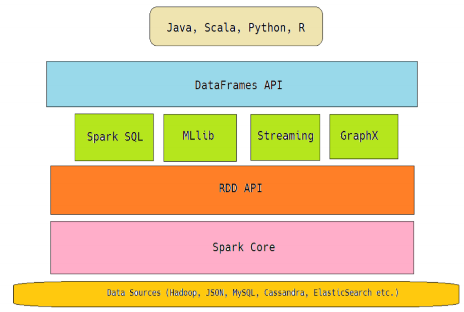 Java, Scala, Python, R
DataFrames API
Spark SQL
MLlib
Streaming
GraphX
RDD API
Spark Core
Data Sources (Hadoop, JSON, MySQL, Cassandra, ElasticSearch etc.)